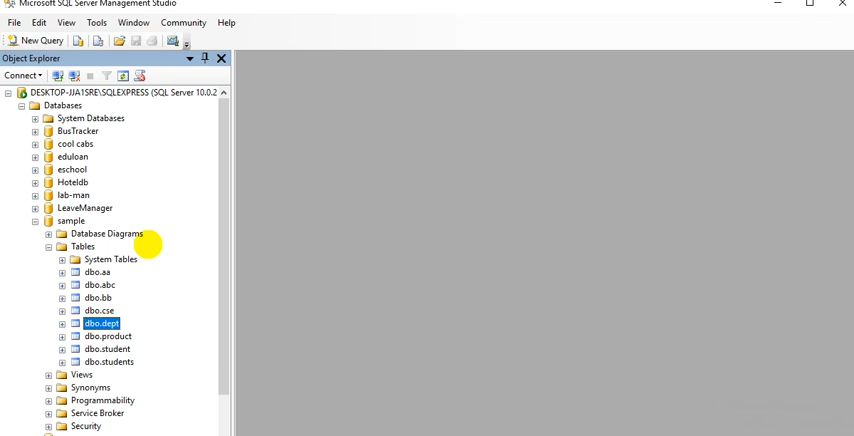 Microsoft SQL Server Management Studio
File Edit View Tools Window Community Help
New Query
Object Explorer
Connect
DESKTOP-JJA1SRE\SQLEXPRESS (SQL Server 10.0.2
Databases
System Databases
BusTracker
cool cabs
eduloan
eschool
Hoteldb
lab-man
LeaveManager
sample
Database Diagrams
Tables
System Tables
dbo.aa
dbo.abc
dbo.bb
dbo.cse
dbo.dept
dbo.product
dbo.student
dbo.students
Views
Synonyms
Programmability
Service Broker
Security